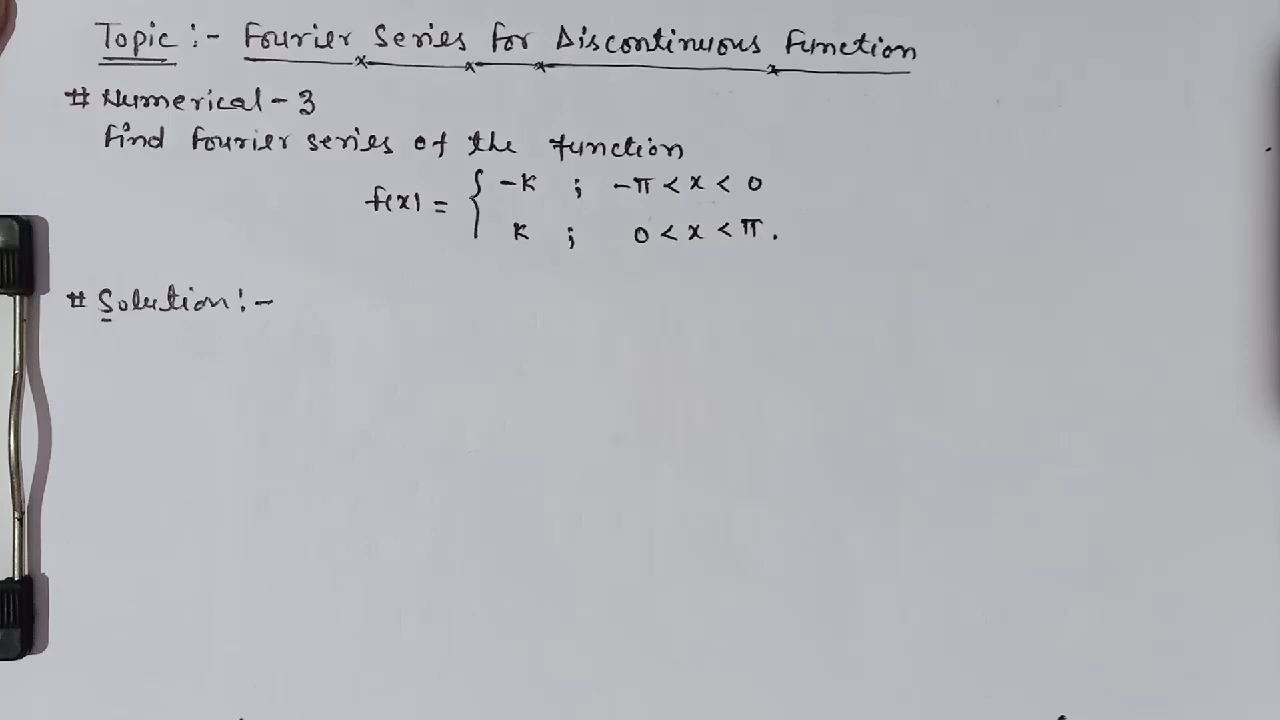 Topic :- Fourier Series For Discontinuous Function
# Numerical - 3
Find Fourier series of the function
f(x) = { -K ; -π < x < 0
K ; 0 < x < π.
# Solution :-